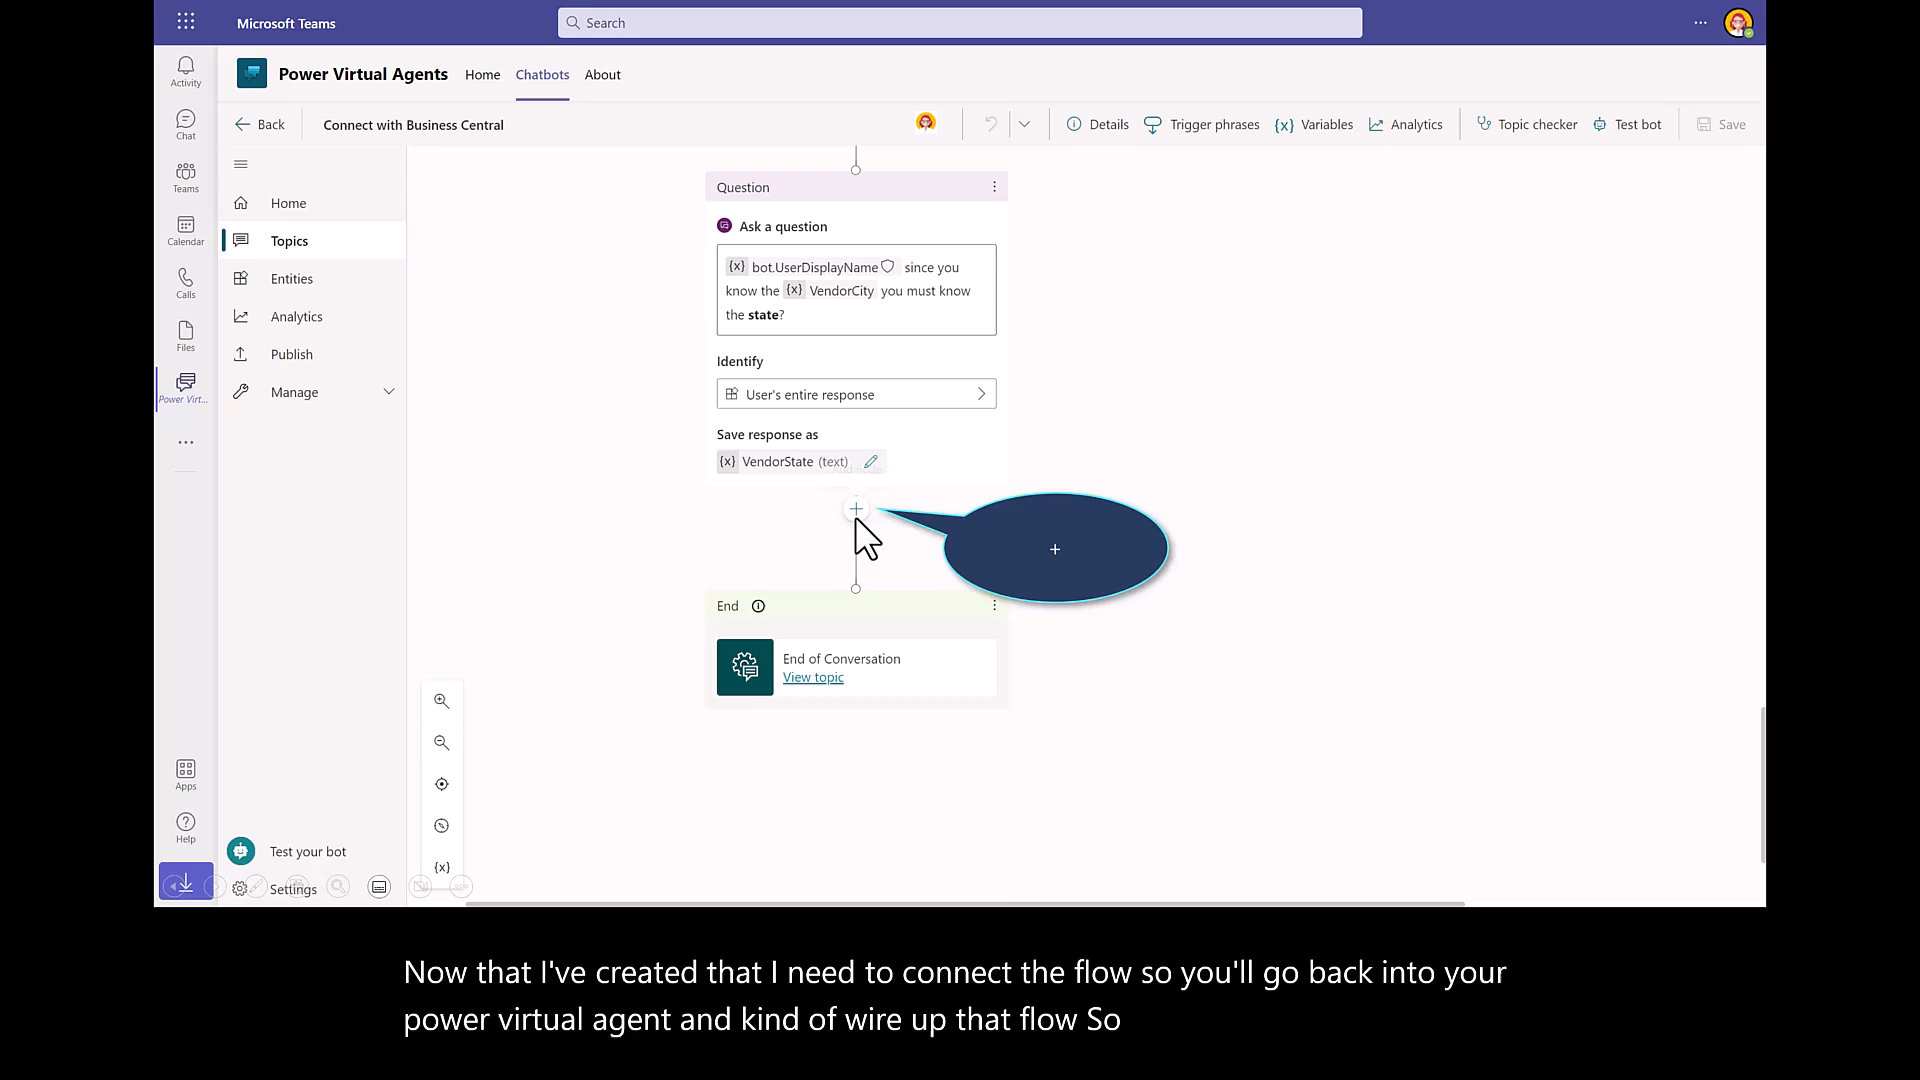 Microsoft Teams
Search
Activity
Chat
Teams
Calendar
Calls
Files
Power Virt...
Apps
Help
Power Virtual Agents
Home
Chatbots
About
Back
Connect with Business Central
Details
Trigger phrases
{x} Variables
Analytics
Topic checker
Test bot
Save
Home
Topics
Entities
Analytics
Publish
Manage
Test your bot
Settings
Question
Ask a question
{x} bot.UserDisplayName since you
know the {x} VendorCity you must know
the state?
Identify
User's entire response
Save response as
{x} VendorState (text)
Add node
+
+
End
End of Conversation
View topic
{x}
Now that I've created that I need to connect the flow so you'll go back into your
power virtual agent and kind of wire up that flow So